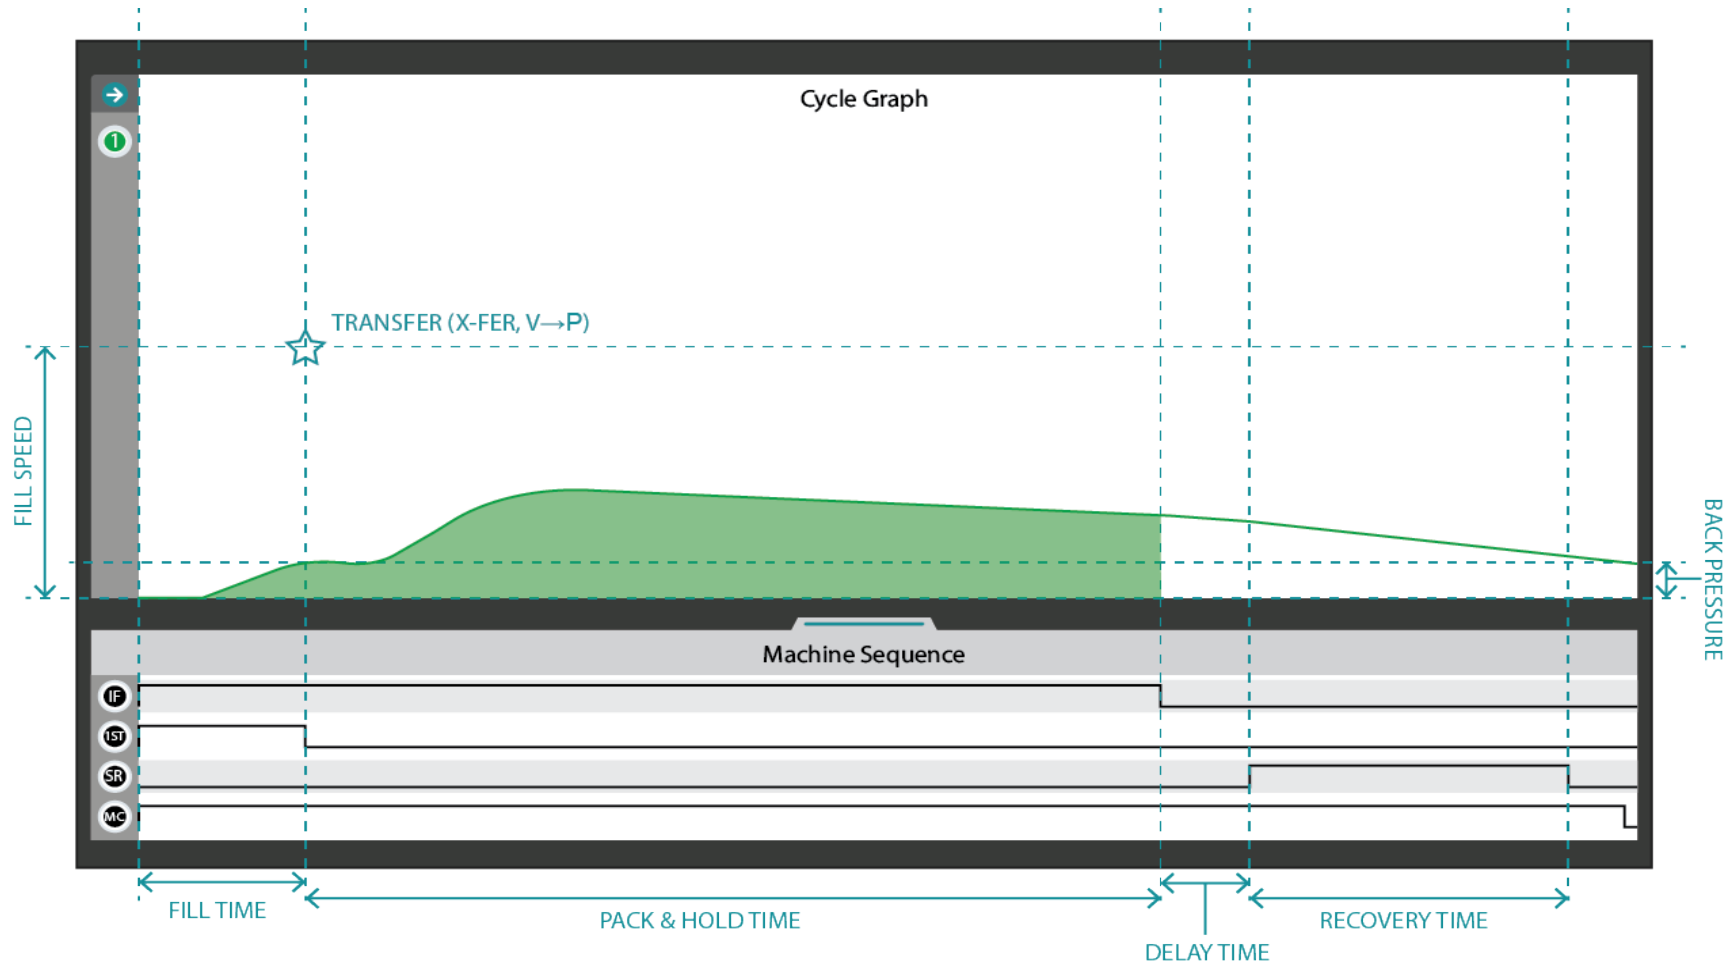 Cycle Graph
1
TRANSFER (X-FER, V→P)
FILL SPEED
BACK PRESSURE
Machine Sequence
IF
1ST
SR
MC
FILL TIME
PACK & HOLD TIME
RECOVERY TIME
DELAY TIME